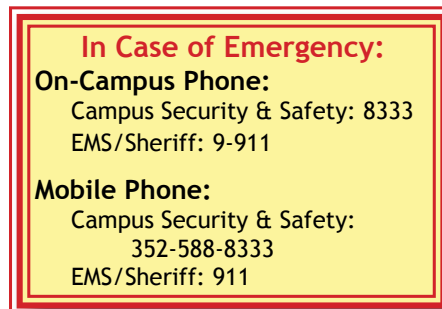 In Case of Emergency:
On-Campus Phone:
Campus Security & Safety: 8333
EMS/Sheriff: 9-911
Mobile Phone:
Campus Security & Safety:
352-588-8333
EMS/Sheriff: 911